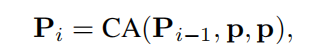 P_i = CA(P_{i−1}, p, p),